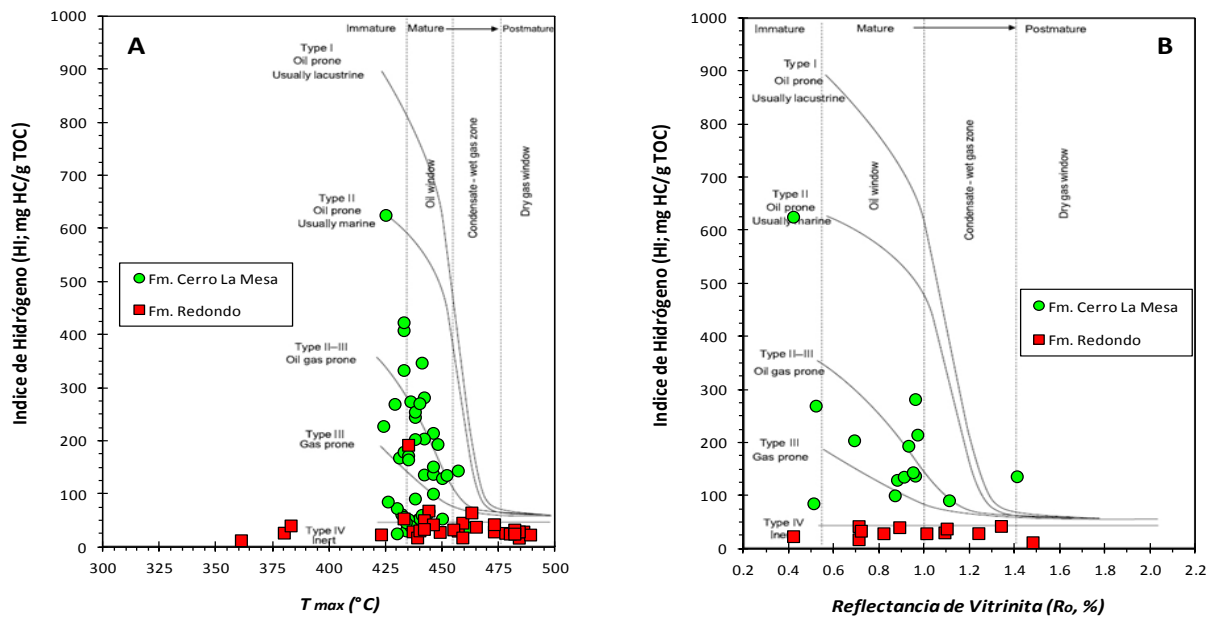 A
Immature
Mature
Postmature
Type I
Oil prone
Usually lacustrine
Type II
Oil prone
Usually marine
Type II–III
Oil gas prone
Type III
Gas prone
Type IV
Inert
Oil window
Condensate - wet gas zone
Dry gas window
Fm. Cerro La Mesa
Fm. Redondo
Indice de Hidrógeno (HI; mg HC/g TOC)
1000
900
800
700
600
500
400
300
200
100
0
300 325 350 375 400 425 450 475 500
T max (°C)
B
Immature
Mature
Postmature
Type I
Oil prone
Usually lacustrine
Type II
Oil prone
Usually marine
Type II–III
Oil gas prone
Type III
Gas prone
Type IV
Inert
Oil window
Condensate - wet gas zone
Dry gas window
Fm. Cerro La Mesa
Fm. Redondo
Indice de Hidrógeno (HI; mg HC/g TOC)
1000
900
800
700
600
500
400
300
200
100
0
0.2 0.4 0.6 0.8 1.0 1.2 1.4 1.6 1.8 2.0 2.2
Reflectancia de Vitrinita (Ro, %)